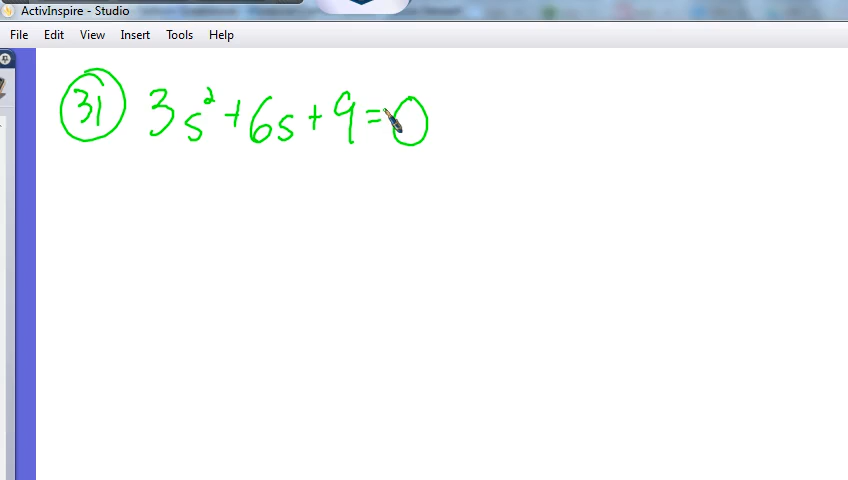 ActivInspire - Studio
File Edit View Insert Tools Help
31 3s²+6s+9=0